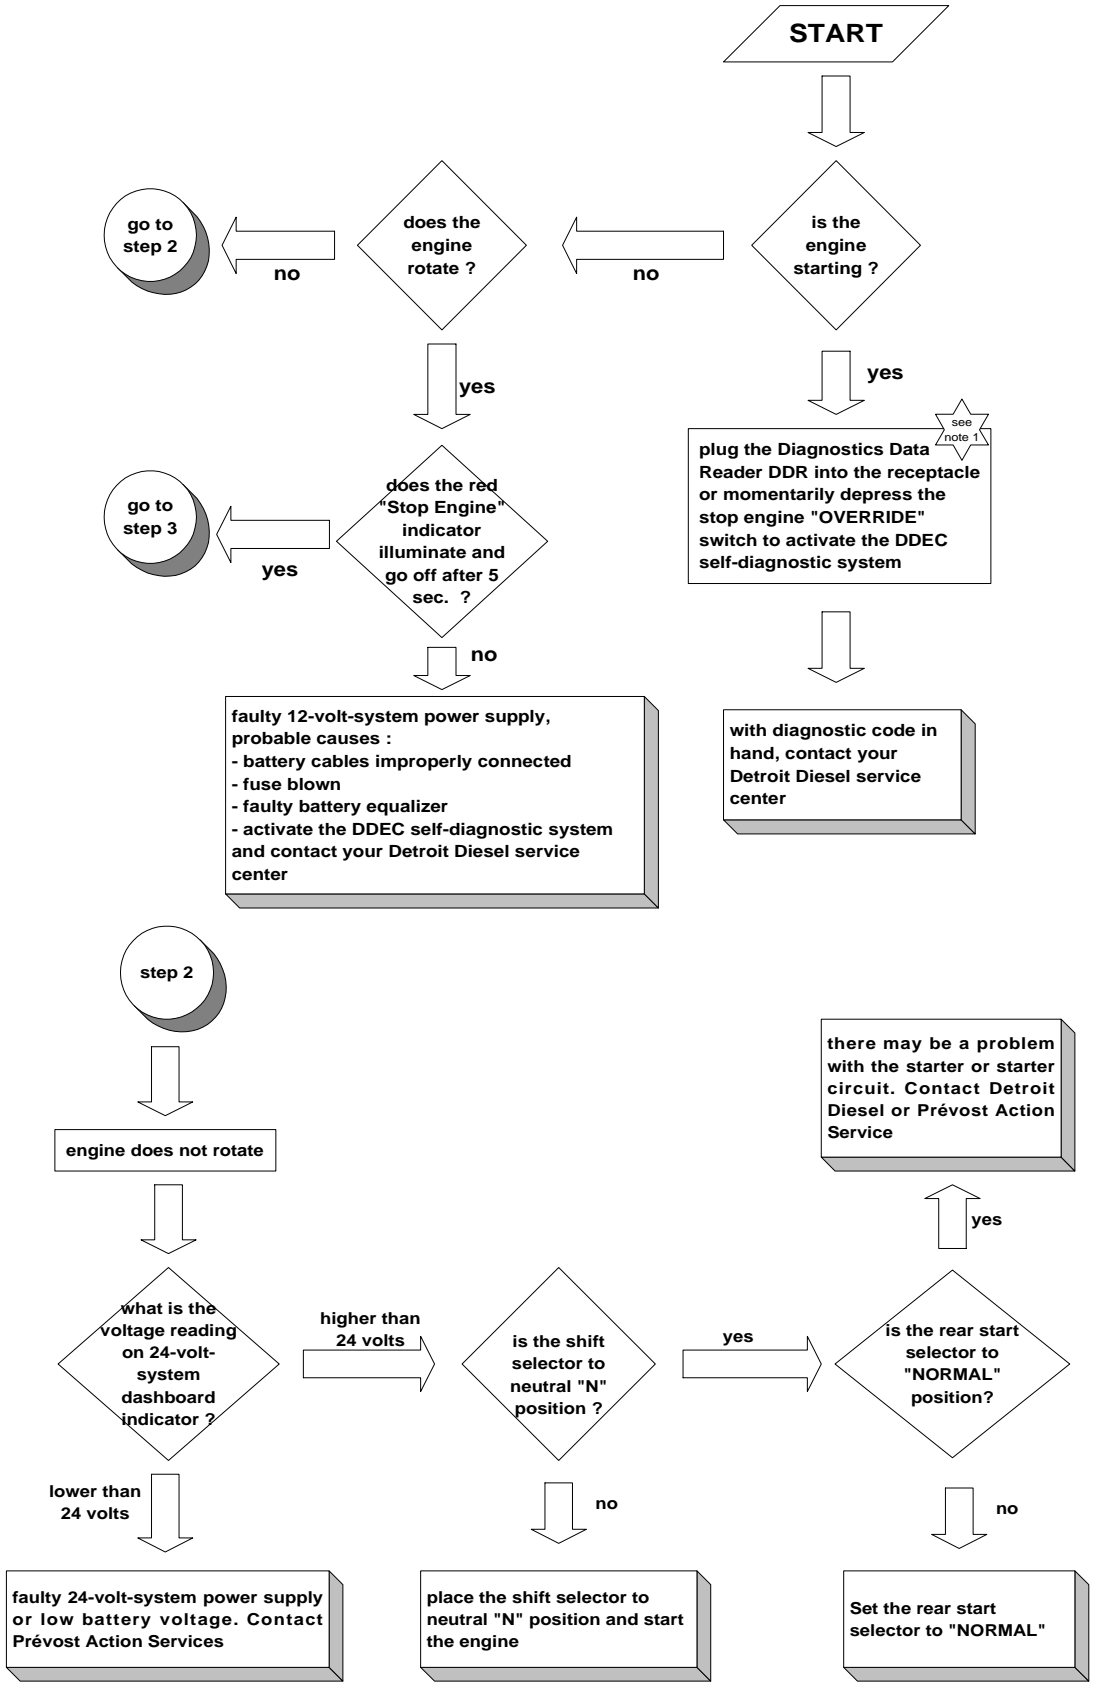 START
is the
engine
starting ?
no
does the
engine
rotate ?
no
go to
step 2
yes
yes
see
note 1
plug the Diagnostics Data
Reader DDR into the receptacle
or momentarily depress the
stop engine "OVERRIDE"
switch to activate the DDEC
self-diagnostic system
does the red
"Stop Engine"
indicator
illuminate and
go off after 5
sec. ?
yes
go to
step 3
no
faulty 12-volt-system power supply,
probable causes :
- battery cables improperly connected
- fuse blown
- faulty battery equalizer
- activate the DDEC self-diagnostic system
and contact your Detroit Diesel service
center
with diagnostic code in
hand, contact your
Detroit Diesel service
center
step 2
engine does not rotate
what is the
voltage reading
on 24-volt-
system
dashboard
indicator ?
higher than
24 volts
is the shift
selector to
neutral "N"
position ?
yes
is the rear start
selector to
"NORMAL"
position?
yes
there may be a problem
with the starter or starter
circuit. Contact Detroit
Diesel or Prévost Action
Service
lower than
24 volts
no
no
faulty 24-volt-system power supply
or low battery voltage. Contact
Prévost Action Services
place the shift selector to
neutral "N" position and start
the engine
Set the rear start
selector to "NORMAL"